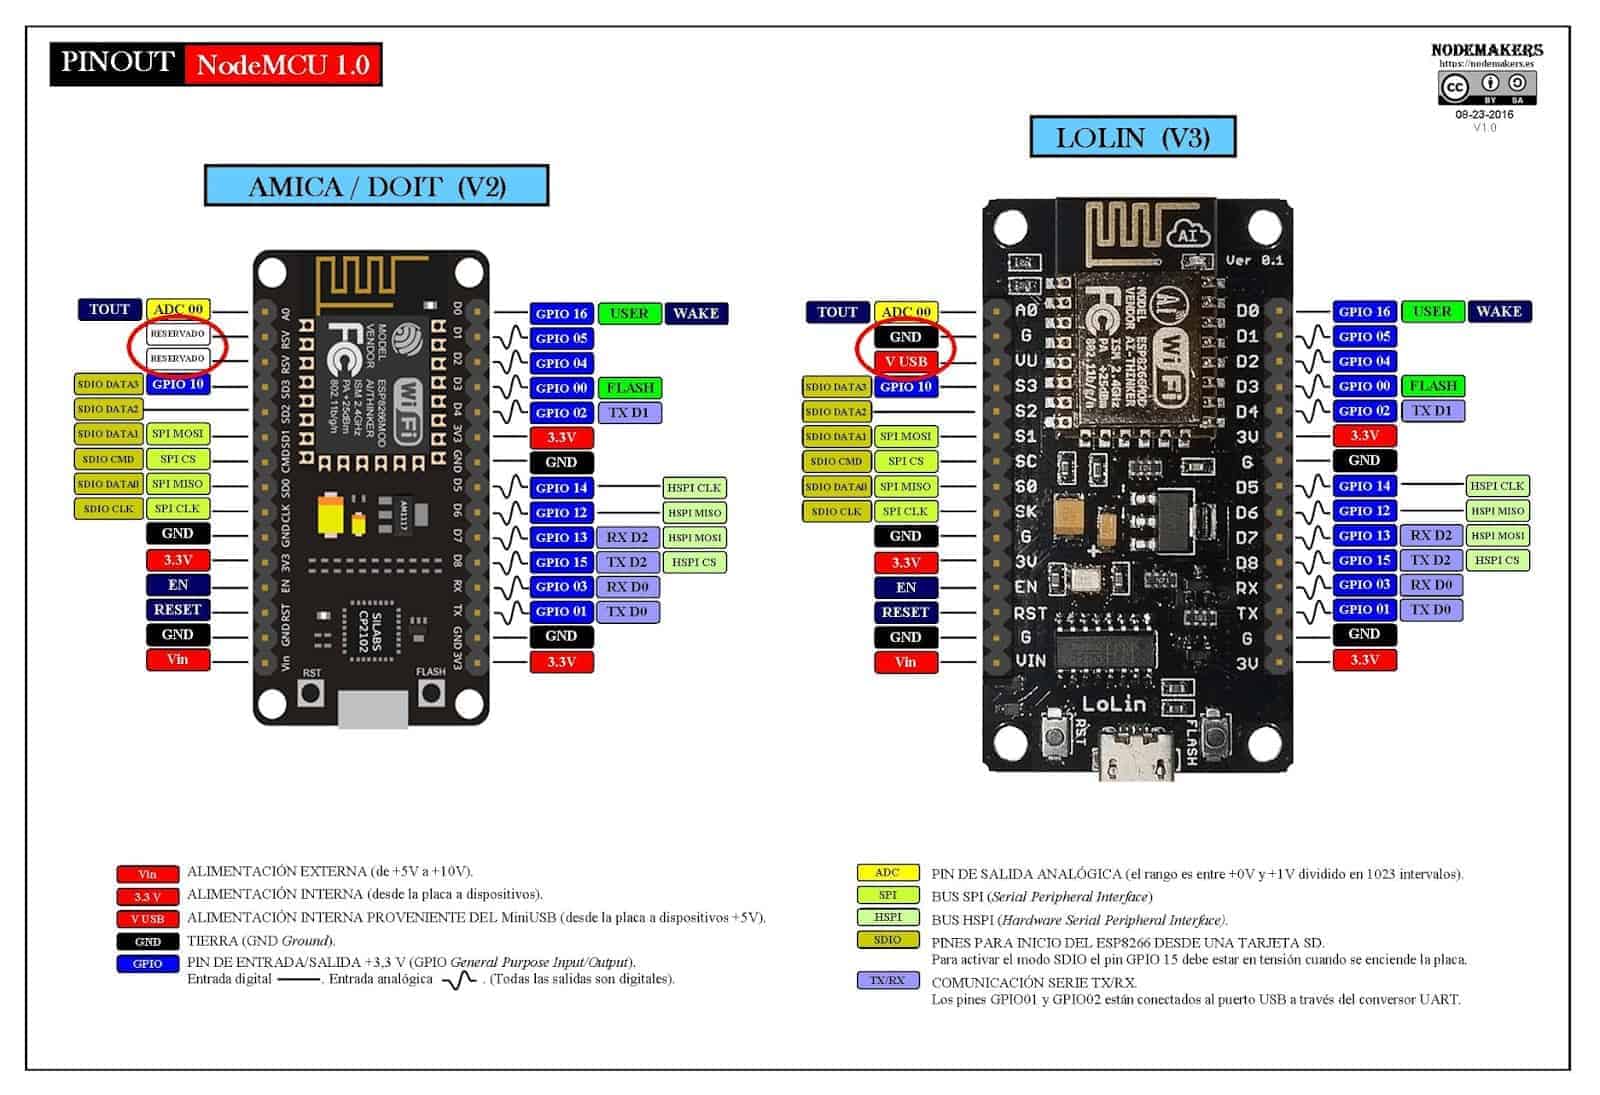 PINOUT NodeMCU 1.0
NODEMAKERS
https://nodemakers.es
CC BY SA
08-23-2016
V1.0
AMICA / DOIT (V2)
LOLIN (V3)
TOUT ADC 00
RESERVADO
RESERVADO
SDIO DATA3 GPIO 10
SDIO DATA2
SDIO DATA1 SPI MOSI
SDIO CMD SPI CS
SDIO DATA0 SPI MISO
SDIO CLK SPI CLK
GND
3.3V
EN
RESET
GND
Vin
A0
RSV
RSV
SD3
SD2
SD1
CMD
SD0
CLK
GND
3V3
EN
RST
GND
Vin
MODEL ESP8266MOD
VENDOR AI/THINKER
ISM 2.4GHz
PA +25dBm
802.11b/g/n
FC
WiFi
AM1117
SILABS
CP2102
RST
FLASH
D0
D1
D2
D3
D4
3V3
GND
D5
D6
D7
D8
RX
TX
GND
3V3
GPIO 16 USER WAKE
GPIO 05
GPIO 04
GPIO 00 FLASH
GPIO 02 TX D1
3.3V
GND
GPIO 14 HSPI CLK
GPIO 12 HSPI MISO
GPIO 13 RX D2 HSPI MOSI
GPIO 15 TX D2 HSPI CS
GPIO 03 RX D0
GPIO 01 TX D0
GND
3.3V
TOUT ADC 00
GND
V USB
SDIO DATA3 GPIO 10
SDIO DATA2
SDIO DATA1 SPI MOSI
SDIO CMD SPI CS
SDIO DATA0 SPI MISO
SDIO CLK SPI CLK
GND
3.3V
EN
RESET
GND
Vin
A0
G
VU
S3
S2
S1
SC
S0
SK
G
3V
EN
RST
G
VIN
AI
Ver 0.1
MODEL ESP8266MOD
VENDOR AI-THINKER
ISM 2.4GHz
PA +25dBm
802.11b/g/n
FC
Ai
WiFi
LoLin
RST
FLASH
D0
D1
D2
D3
D4
3V
G
D5
D6
D7
D8
RX
TX
G
3V
GPIO 16 USER WAKE
GPIO 05
GPIO 04
GPIO 00 FLASH
GPIO 02 TX D1
3.3V
GND
GPIO 14 HSPI CLK
GPIO 12 HSPI MISO
GPIO 13 RX D2 HSPI MOSI
GPIO 15 TX D2 HSPI CS
GPIO 03 RX D0
GPIO 01 TX D0
GND
3.3V
Vin ALIMENTACIÓN EXTERNA (de +5V a +10V).
3.3 V ALIMENTACIÓN INTERNA (desde la placa a dispositivos).
V USB ALIMENTACIÓN INTERNA PROVENIENTE DEL MiniUSB (desde la placa a dispositivos +5V).
GND TIERRA (GND Ground).
GPIO PIN DE ENTRADA/SALIDA +3,3 V (GPIO General Purpose Input/Output).
Entrada digital . Entrada analógica . (Todas las salidas son digitales).
ADC PIN DE SALIDA ANALÓGICA (el rango es entre +0V y +1V dividido en 1023 intervalos).
SPI BUS SPI (Serial Peripheral Interface)
HSPI BUS HSPI (Hardware Serial Peripheral Interface).
SDIO PINES PARA INICIO DEL ESP8266 DESDE UNA TARJETA SD.
Para activar el modo SDIO el pin GPIO 15 debe estar en tensión cuando se enciende la placa.
TX/RX COMUNICACIÓN SERIE TX/RX.
Los pines GPIO01 y GPIO02 están conectados al puerto USB a través del conversor UART.